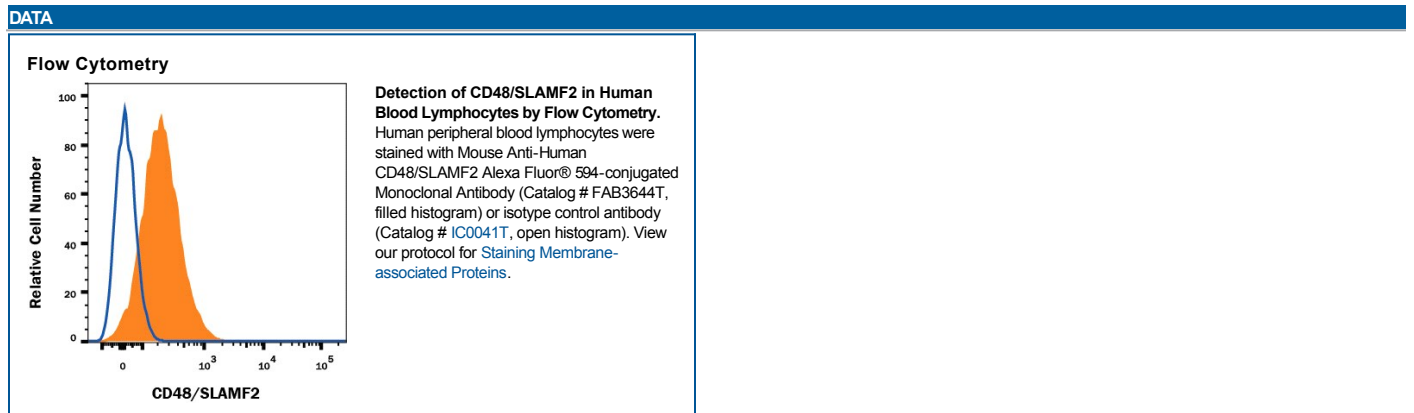 DATA
Flow Cytometry
100
80
60
40
20
0
Relative Cell Number
0
10³
10⁴
10⁵
CD48/SLAMF2
Detection of CD48/SLAMF2 in Human
Blood Lymphocytes by Flow Cytometry.
Human peripheral blood lymphocytes were
stained with Mouse Anti-Human
CD48/SLAMF2 Alexa Fluor® 594-conjugated
Monoclonal Antibody (Catalog # FAB3644T,
filled histogram) or isotype control antibody
(Catalog # IC0041T, open histogram). View
our protocol for Staining Membrane-
associated Proteins.